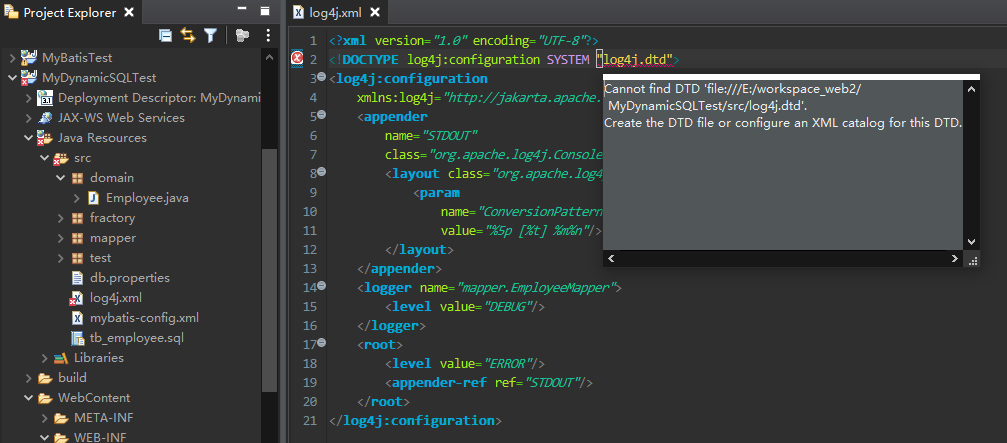 Project Explorer
MyBatisTest
MyDynamicSQLTest
Deployment Descriptor: MyDynami
JAX-WS Web Services
Java Resources
src
domain
Employee.java
fractory
mapper
test
db.properties
log4j.xml
mybatis-config.xml
tb_employee.sql
Libraries
build
WebContent
META-INF
WEB-INF
log4j.xml
1 <?xml version="1.0" encoding="UTF-8"?>
2 <!DOCTYPE log4j:configuration SYSTEM "log4j.dtd">
3 <log4j:configuration
4 xmlns:log4j="http://jakarta.apache.
5 <appender
6 name="STDOUT"
7 class="org.apache.log4j.Console
8 <layout class="org.apache.log4
9 <param
10 name="ConversionPattern
11 value="%5p [%t] %m%n"/>
12 </layout>
13 </appender>
14 <logger name="mapper.EmployeeMapper">
15 <level value="DEBUG"/>
16 </logger>
17 <root>
18 <level value="ERROR"/>
19 <appender-ref ref="STDOUT"/>
20 </root>
21 </log4j:configuration>
Cannot find DTD 'file:///E:/workspace_web2/
MyDynamicSQLTest/src/log4j.dtd'.
Create the DTD file or configure an XML catalog for this DTD.